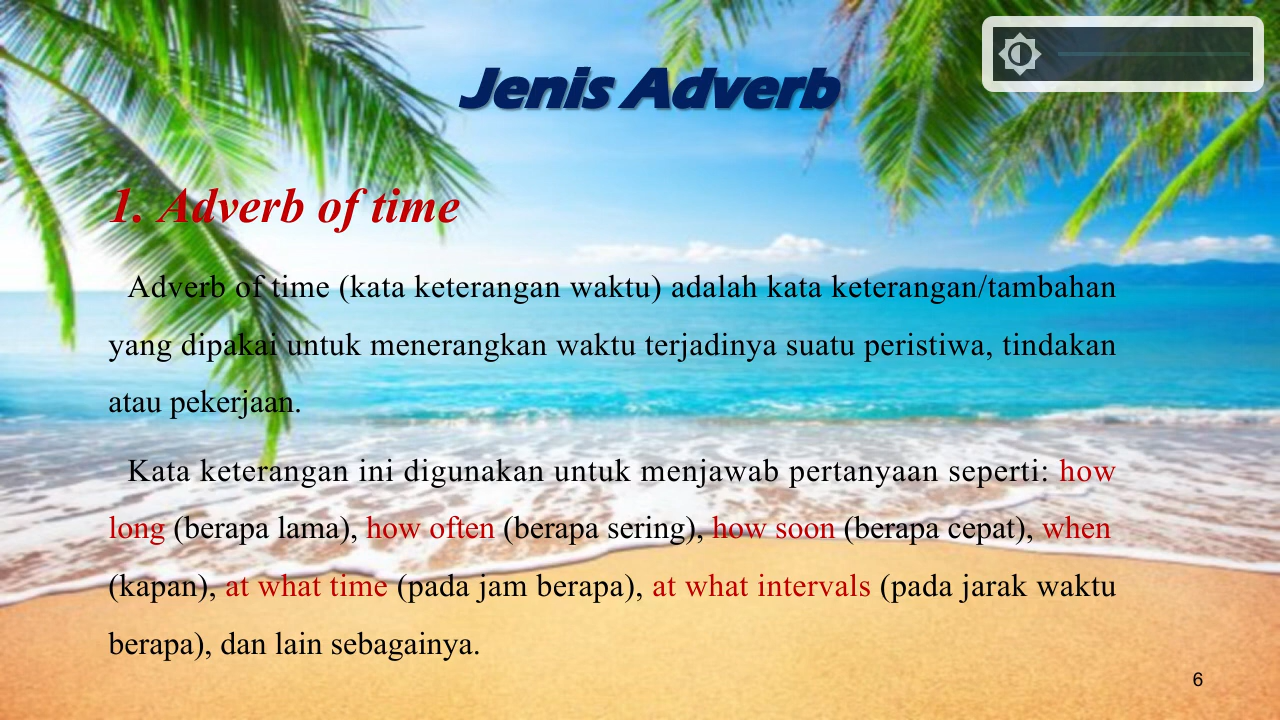 Jenis Adverb
1. Adverb of time
Adverb of time (kata keterangan waktu) adalah kata keterangan/tambahan
yang dipakai untuk menerangkan waktu terjadinya suatu peristiwa, tindakan
atau pekerjaan.
Kata keterangan ini digunakan untuk menjawab pertanyaan seperti: how
long (berapa lama), how often (berapa sering), how soon (berapa cepat), when
(kapan), at what time (pada jam berapa), at what intervals (pada jarak waktu
berapa), dan lain sebagainya.
6